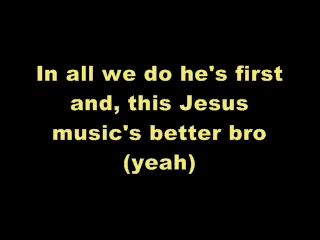 In all we do he's first
and, this Jesus
music's better bro
(yeah)